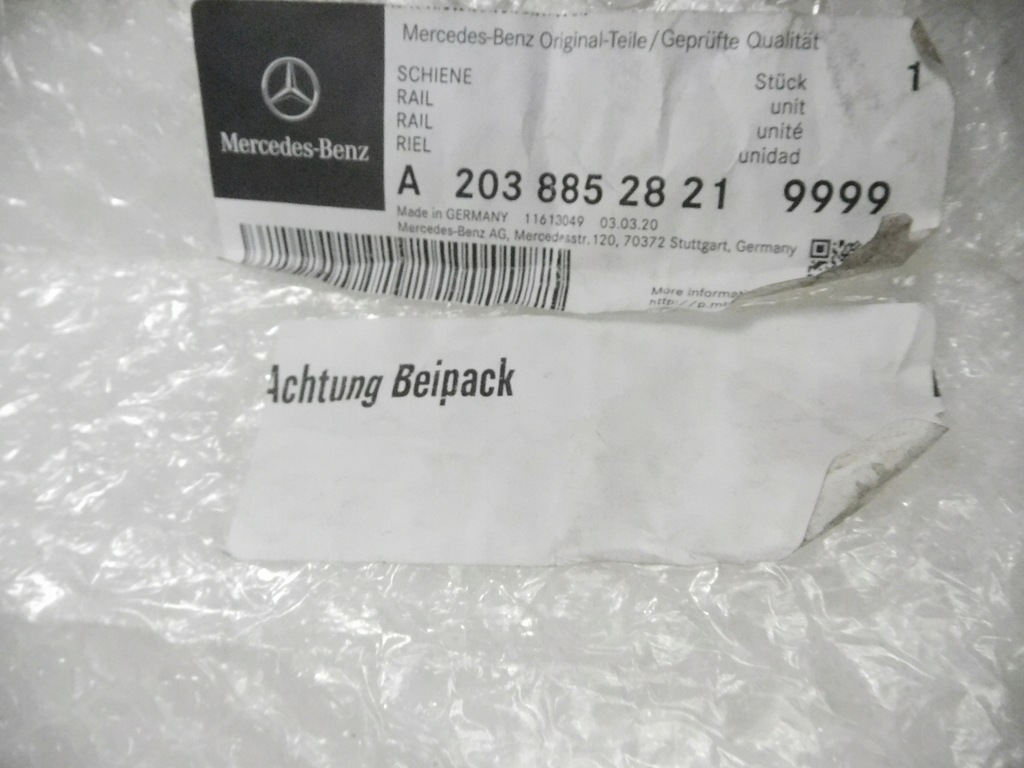 Mercedes-Benz
Mercedes-Benz Original-Teile/Geprüfte Qualität
SCHIENE
RAIL
RAIL
RIEL
Stück 1
unit
unité
unidad
A 203 885 28 21 9999
Made in GERMANY 11613049 03.03.20
Mercedes-Benz AG, Mercedesstr.120, 70372 Stuttgart, Germany
More
Achtung Beipack